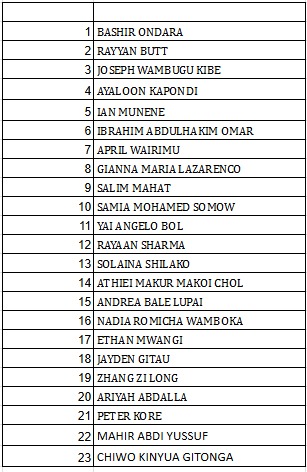 1 BASHIR ONDARA
2 RAYYAN BUTT
3 JOSEPH WAMBUGU KIBE
4 AYALOON KAPONDI
5 IAN MUNENE
6 IBRAHIM ABDULHAKIM OMAR
7 APRIL WAIRIMU
8 GIANNA MARIA LAZARENCO
9 SALIM MAHAT
10 SAMIA MOHAMED SOMOW
11 YAI ANGELO BOL
12 RAYAAN SHARMA
13 SOLAINA SHILAKO
14 ATHIEI MAKUR MAKOI CHOL
15 ANDREA BALE LUPAI
16 NADIA ROMICHA WAMBOKA
17 ETHAN MWANGI
18 JAYDEN GITAU
19 ZHANG ZI LONG
20 ARIYAH ABDALLA
21 PETER KORE
22 MAHIR ABDI YUSSUF
23 CHIWO KINYUA GITONGA